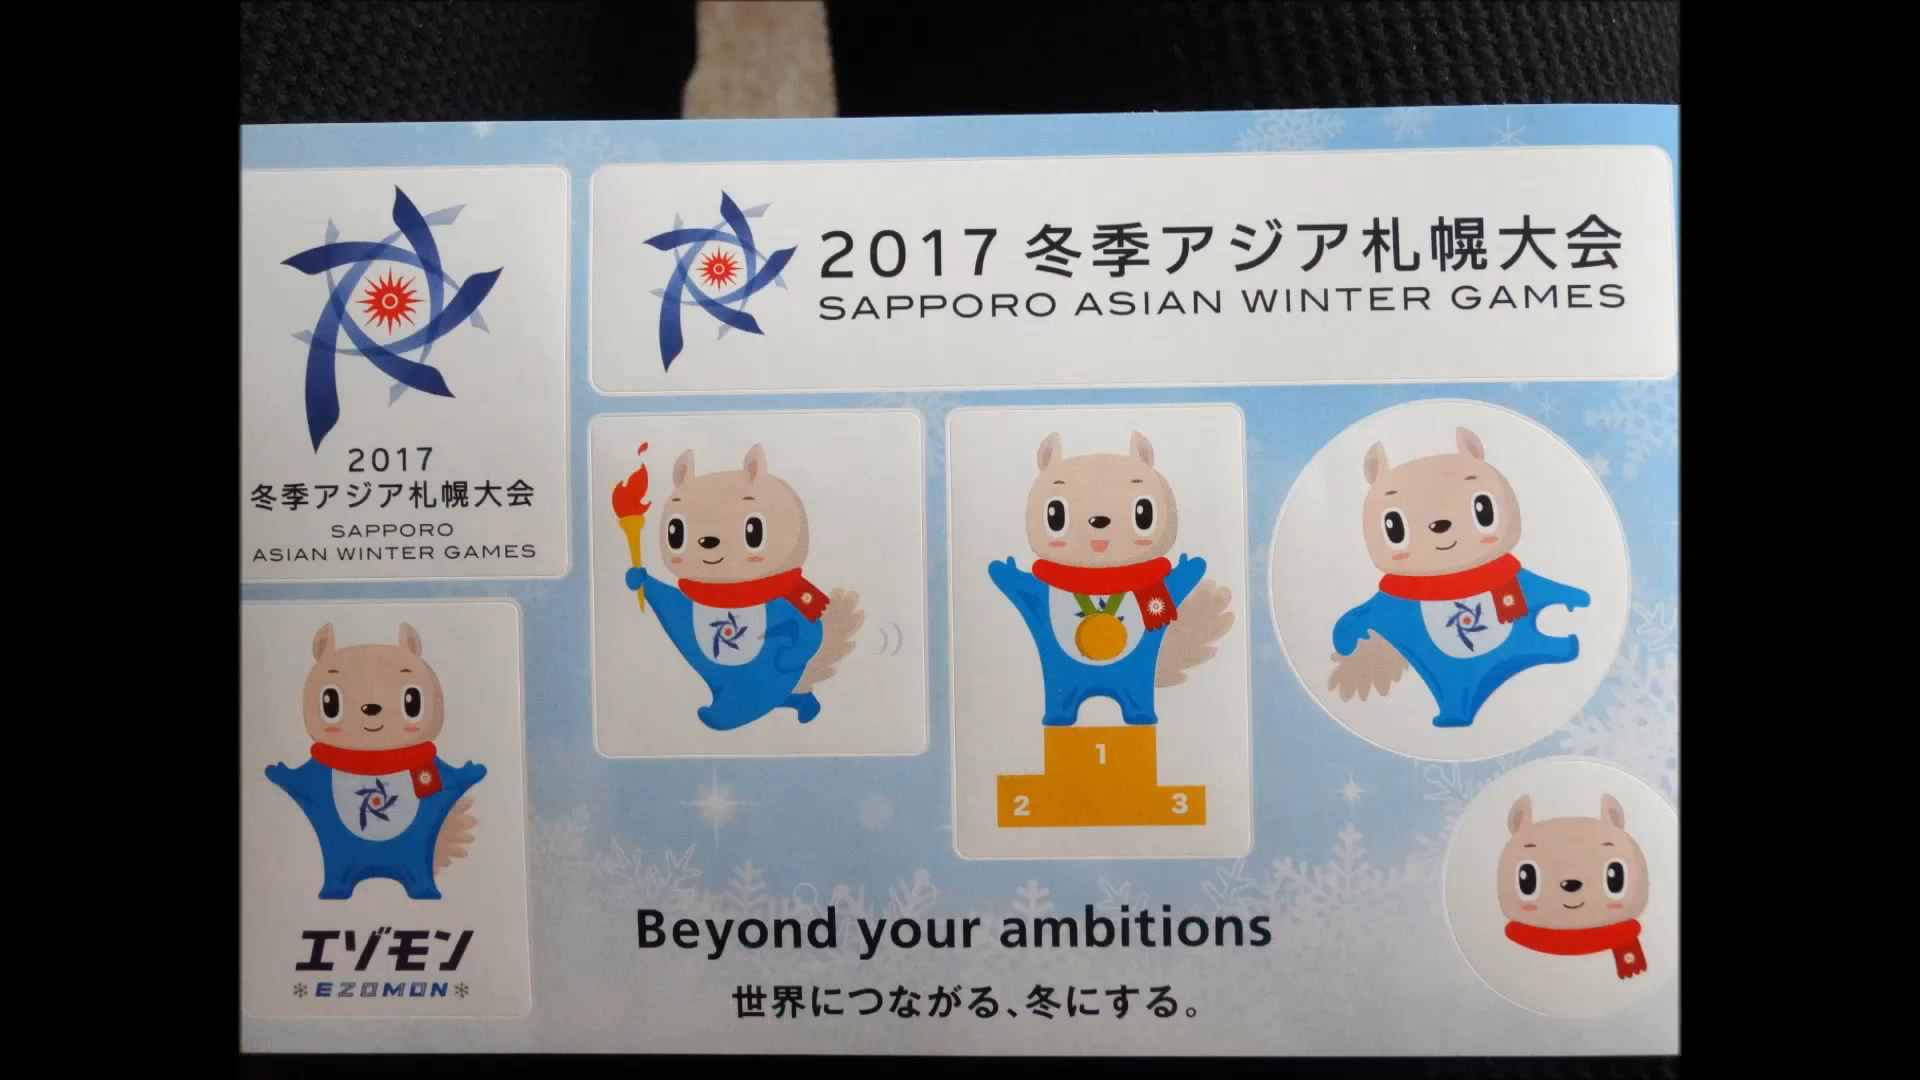 2017
冬季アジア札幌大会
SAPPORO
ASIAN WINTER GAMES
2017 冬季アジア札幌大会
SAPPORO ASIAN WINTER GAMES
1
2
3
エゾモン
EZOMON
Beyond your ambitions
世界につながる、冬にする。